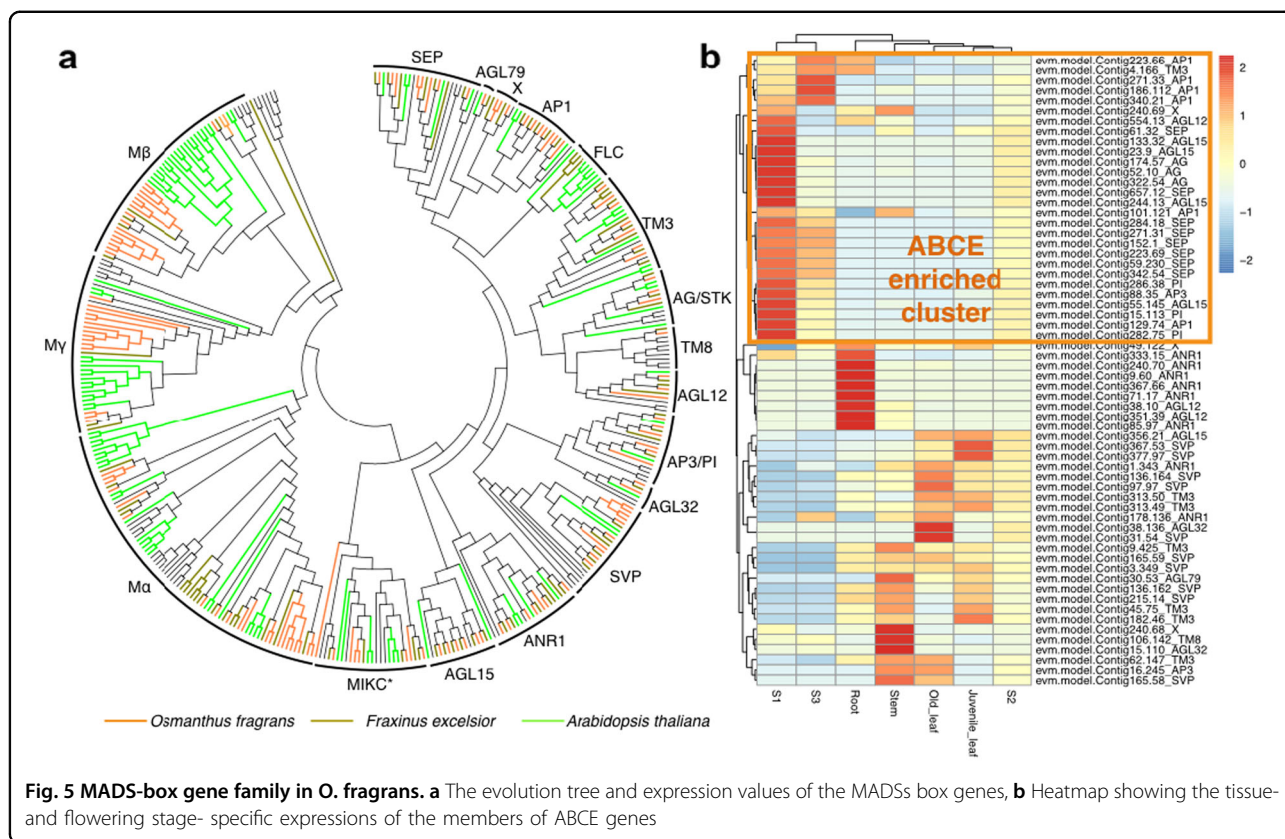 a
SEP
AGL79
X
AP1
FLC
TM3
AG/STK
TM8
AGL12
AP3/PI
AGL32
SVP
ANR1
AGL15
MIKC*
Mα
Mγ
Mβ
Osmanthus fragrans
Fraxinus excelsior
Arabidopsis thaliana
b
evm.model.Contig223.66_AP1
evm.model.Contig4.166_TM3
evm.model.Contig271.33_AP1
evm.model.Contig186.112_AP1
evm.model.Contig340.21_AP1
evm.model.Contig240.69_X
evm.model.Contig554.13_AGL12
evm.model.Contig61.32_SEP
evm.model.Contig133.32_AGL15
evm.model.Contig23.9_AGL15
evm.model.Contig174.57_AG
evm.model.Contig52.10_AG
evm.model.Contig322.54_AG
evm.model.Contig657.12_SEP
evm.model.Contig244.13_AGL15
evm.model.Contig101.121_AP1
evm.model.Contig284.18_SEP
evm.model.Contig271.31_SEP
evm.model.Contig152.1_SEP
evm.model.Contig223.69_SEP
evm.model.Contig59.230_SEP
evm.model.Contig342.54_SEP
evm.model.Contig286.38_PI
evm.model.Contig88.35_AP3
evm.model.Contig55.145_AGL15
evm.model.Contig15.113_PI
evm.model.Contig129.74_AP1
evm.model.Contig282.75_PI
evm.model.Contig49.122_X
evm.model.Contig333.15_ANR1
evm.model.Contig240.70_ANR1
evm.model.Contig9.60_ANR1
evm.model.Contig367.66_ANR1
evm.model.Contig71.17_ANR1
evm.model.Contig38.10_AGL12
evm.model.Contig351.39_AGL12
evm.model.Contig85.97_ANR1
evm.model.Contig356.21_AGL15
evm.model.Contig367.53_SVP
evm.model.Contig377.97_SVP
evm.model.Contig1.343_ANR1
evm.model.Contig136.164_SVP
evm.model.Contig97.97_SVP
evm.model.Contig313.50_TM3
evm.model.Contig313.49_TM3
evm.model.Contig178.136_ANR1
evm.model.Contig38.136_AGL32
evm.model.Contig31.54_SVP
evm.model.Contig9.425_TM3
evm.model.Contig165.59_SVP
evm.model.Contig3.349_SVP
evm.model.Contig30.53_AGL79
evm.model.Contig136.162_SVP
evm.model.Contig215.14_SVP
evm.model.Contig45.75_TM3
evm.model.Contig182.46_TM3
evm.model.Contig240.68_X
evm.model.Contig106.142_TM8
evm.model.Contig15.110_AGL32
evm.model.Contig62.147_TM3
evm.model.Contig16.245_AP3
evm.model.Contig165.58_SVP
ABCE
enriched
cluster
2
1
0
−1
−2
S1
S3
Root
Stem
Old_leaf
Juvenile_leaf
S2
Fig. 5 MADS-box gene family in O. fragrans. a The evolution tree and expression values of the MADSs box genes, b Heatmap showing the tissue-
and flowering stage- specific expressions of the members of ABCE genes